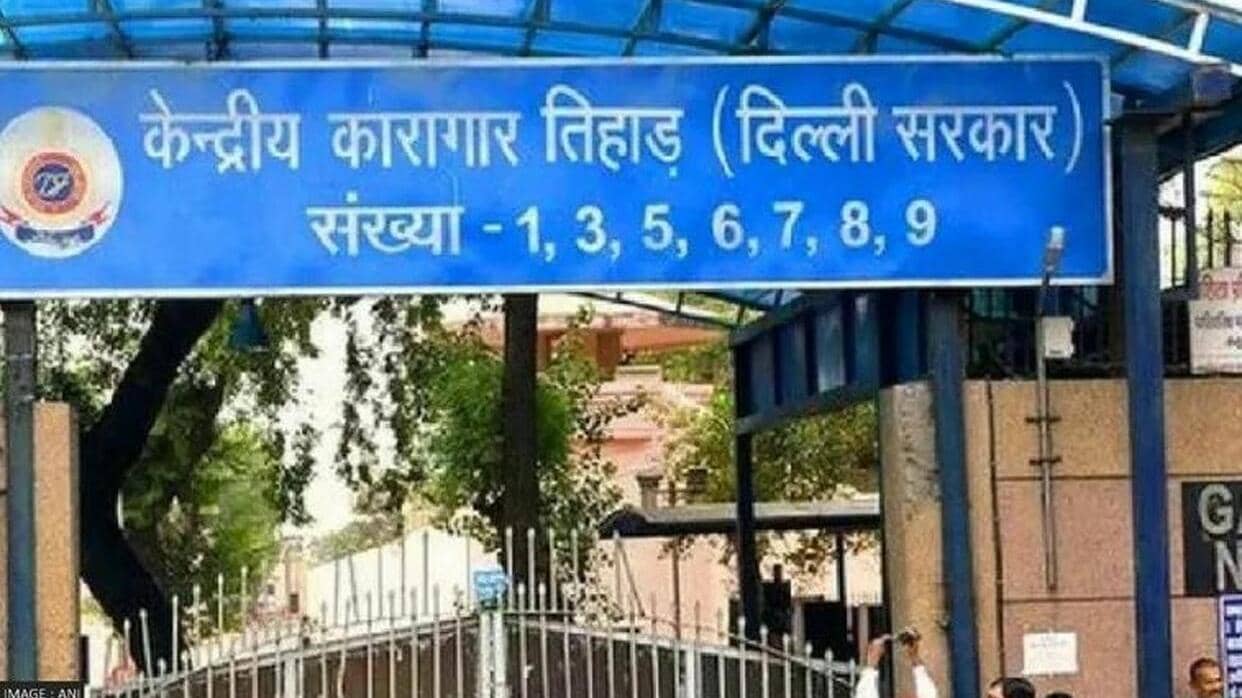 केन्द्रीय कारागार तिहाड़ (दिल्ली सरकार)
संख्या - 1, 3, 5, 6, 7, 8, 9
IMAGE : ANI